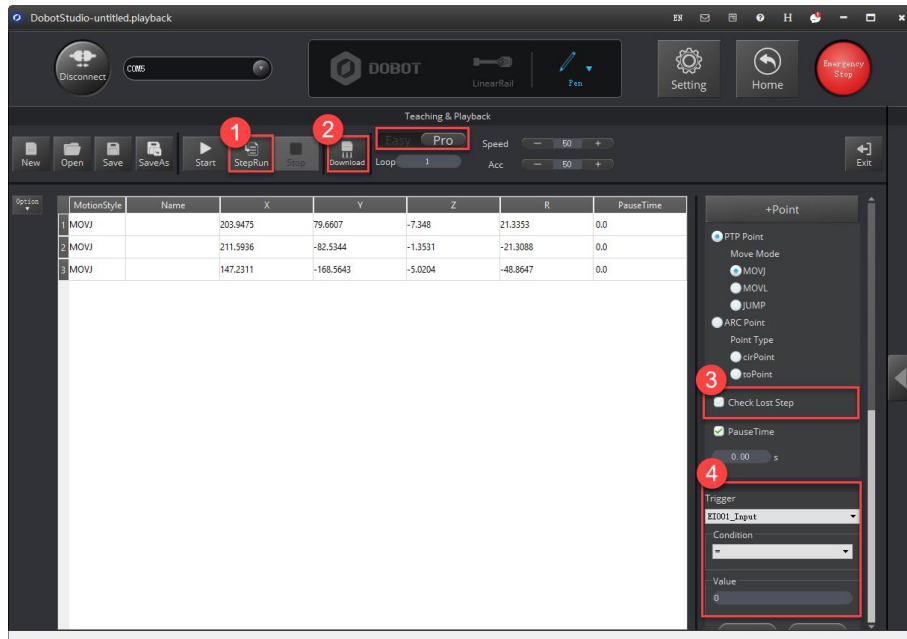 DobotStudio-untitled.playback
EN
H
Disconnect
COM5
DOBOT
LinearRail
Pen
Setting
Home
Emergency
Stop
Teaching & Playback
1
2
New
Open
Save
SaveAs
Start
StepRun
Stop
Download
Easy
Pro
Loop
1
Speed
50
Acc
50
Exit
Option
MotionStyle Name X Y Z R PauseTime
1 MOVJ 203.9475 79.6607 -7.348 21.3353 0.0
2 MOVJ 211.5936 -82.5344 -1.3531 -21.3088 0.0
3 MOVJ 147.2311 -168.5643 -5.0204 -48.8647 0.0
+Point
PTP Point
Move Mode
MOVJ
MOVL
JUMP
ARC Point
Point Type
cirPoint
toPoint
3
Check Lost Step
PauseTime
0.00 s
4
Trigger
EIO01_Input
Condition
=
Value
0